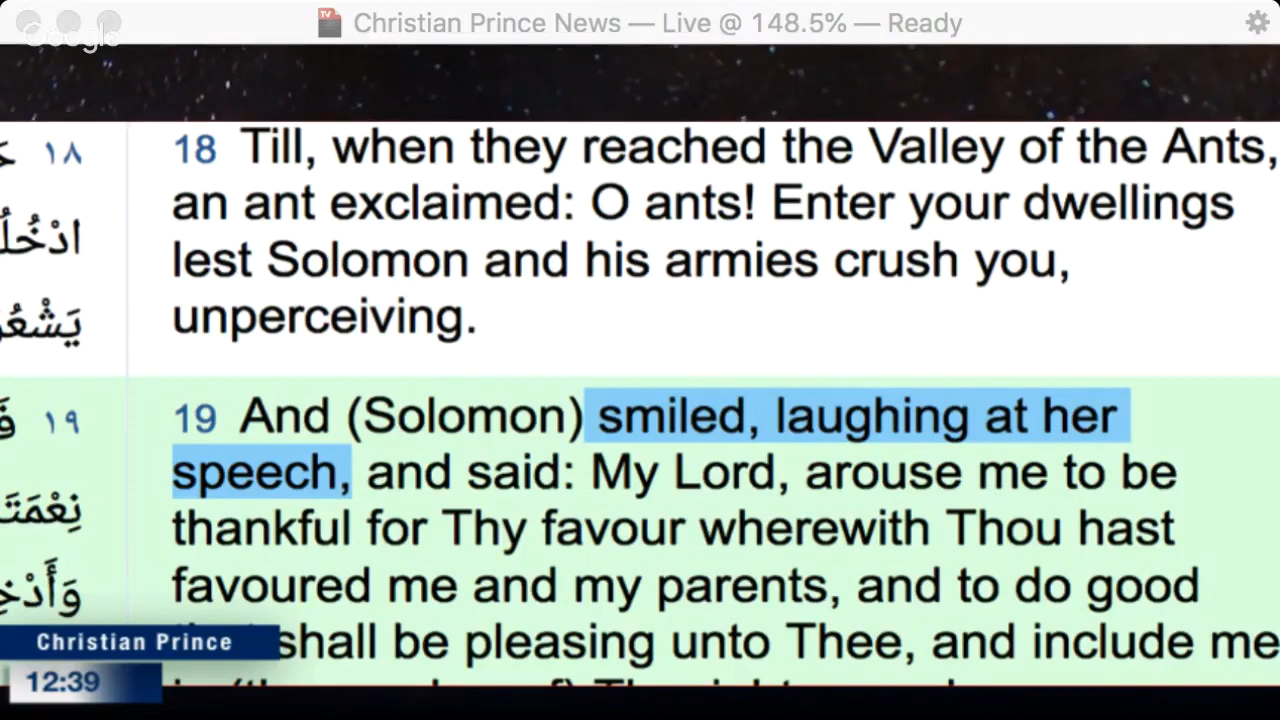 Christian Prince News — Live @ 148.5% — Ready
Google
١٨
18 Till, when they reached the Valley of the Ants,
an ant exclaimed: O ants! Enter your dwellings
lest Solomon and his armies crush you,
unperceiving.
١٩
19 And (Solomon) smiled, laughing at her
speech, and said: My Lord, arouse me to be
thankful for Thy favour wherewith Thou hast
favoured me and my parents, and to do good
shall be pleasing unto Thee, and include me
Christian Prince
12:39